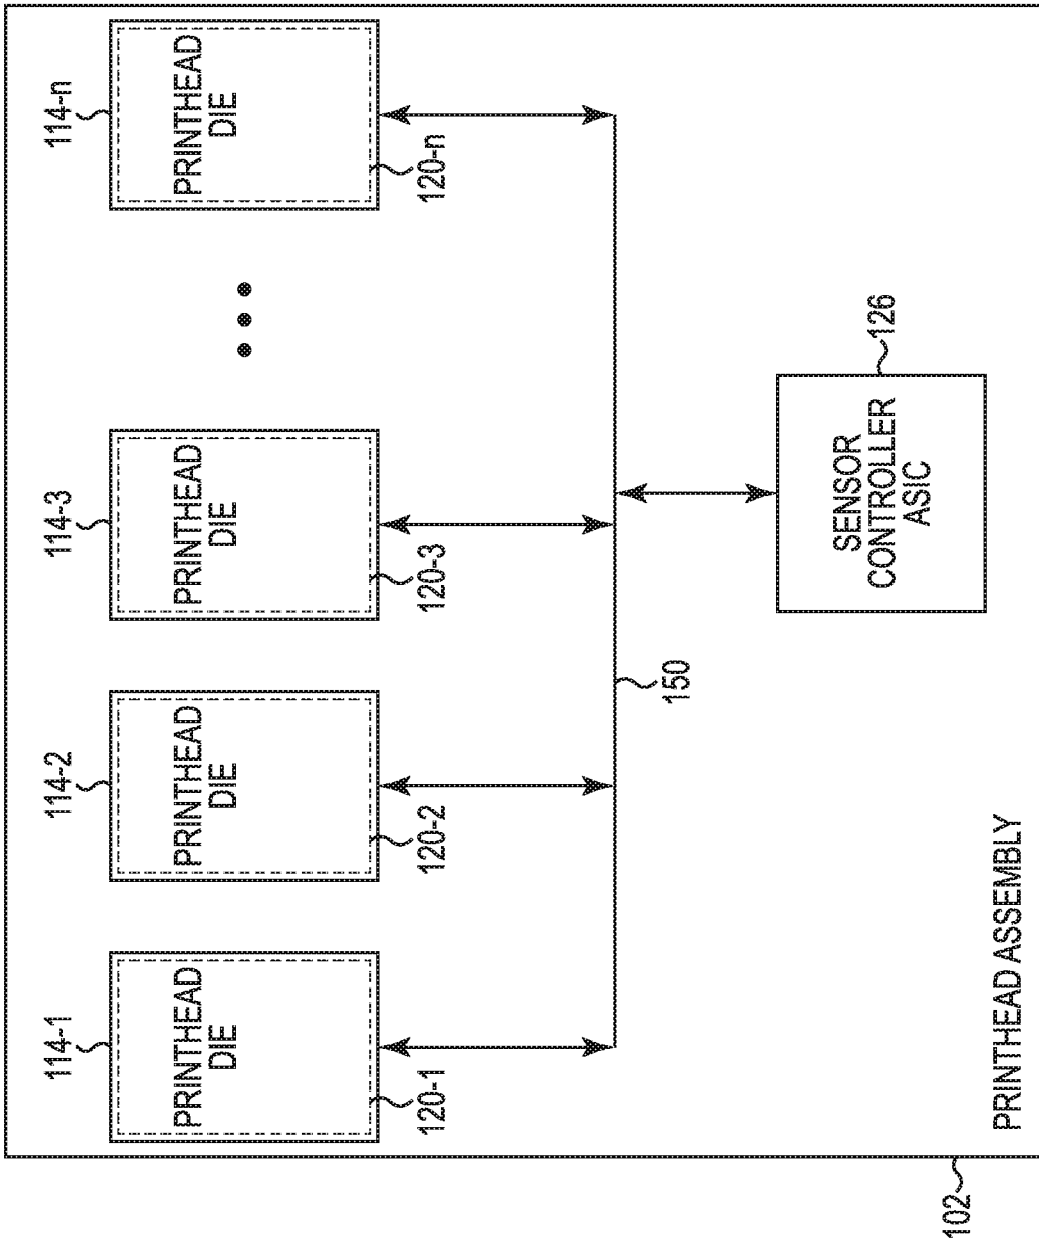 114-1
114-2
114-3
114-n
PRINTHEAD
DIE
PRINTHEAD
DIE
PRINTHEAD
DIE
PRINTHEAD
DIE
120-1
120-2
120-3
120-n
150
SENSOR
CONTROLLER
ASIC
126
PRINTHEAD ASSEMBLY
102